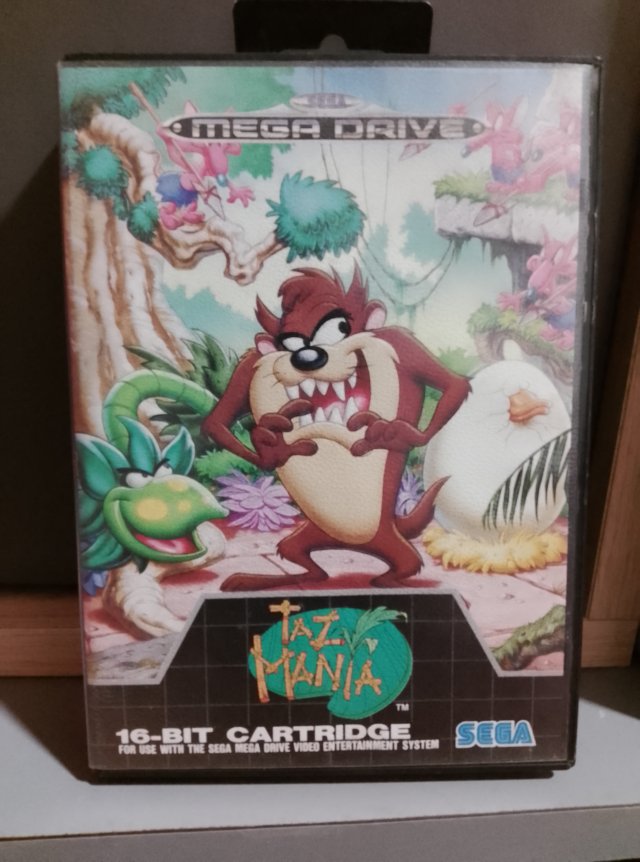 SEGA
MEGA DRIVE
TAZ
MANIA
TM
16-BIT CARTRIDGE
FOR USE WITH THE SEGA MEGA DRIVE VIDEO ENTERTAINMENT SYSTEM
SEGA